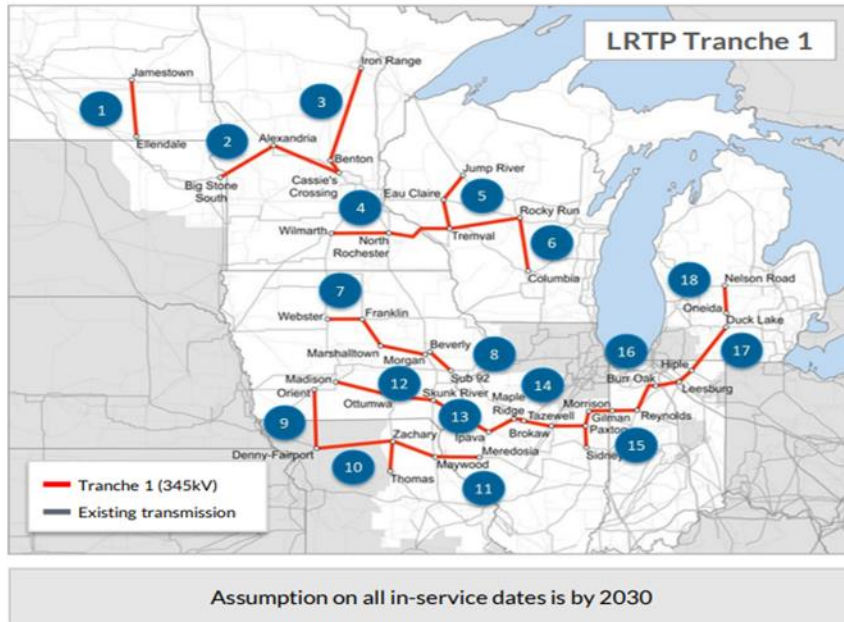 LRTP Tranche 1
Jamestown
Iron Range
1
3
2
Ellendale
Alexandria
Benton
Big Stone
South
Cassie's
Crossing
Jump River
Eau Claire
5
4
Rocky Run
Wilmarth
North
Rochester
Tremval
6
Columbia
7
18
Nelson Road
Oneida
Webster
Franklin
Duck Lake
Marshalltown
Morgan
Beverly
8
16
Hiple
17
Sub 92
Madison
Orient
12
14
Burr Oak
Leesburg
Ottumwa
Skunk River
Maple
Ridge
Morrison
9
13
Tazewell
Gilman
Reynolds
Zachary
Ipava
Brokaw
Paxton
Denny-Fairport
Sidney
15
10
Meredosia
Maywood
Thomas
11
Tranche 1 (345kV)
Existing transmission
Assumption on all in-service dates is by 2030